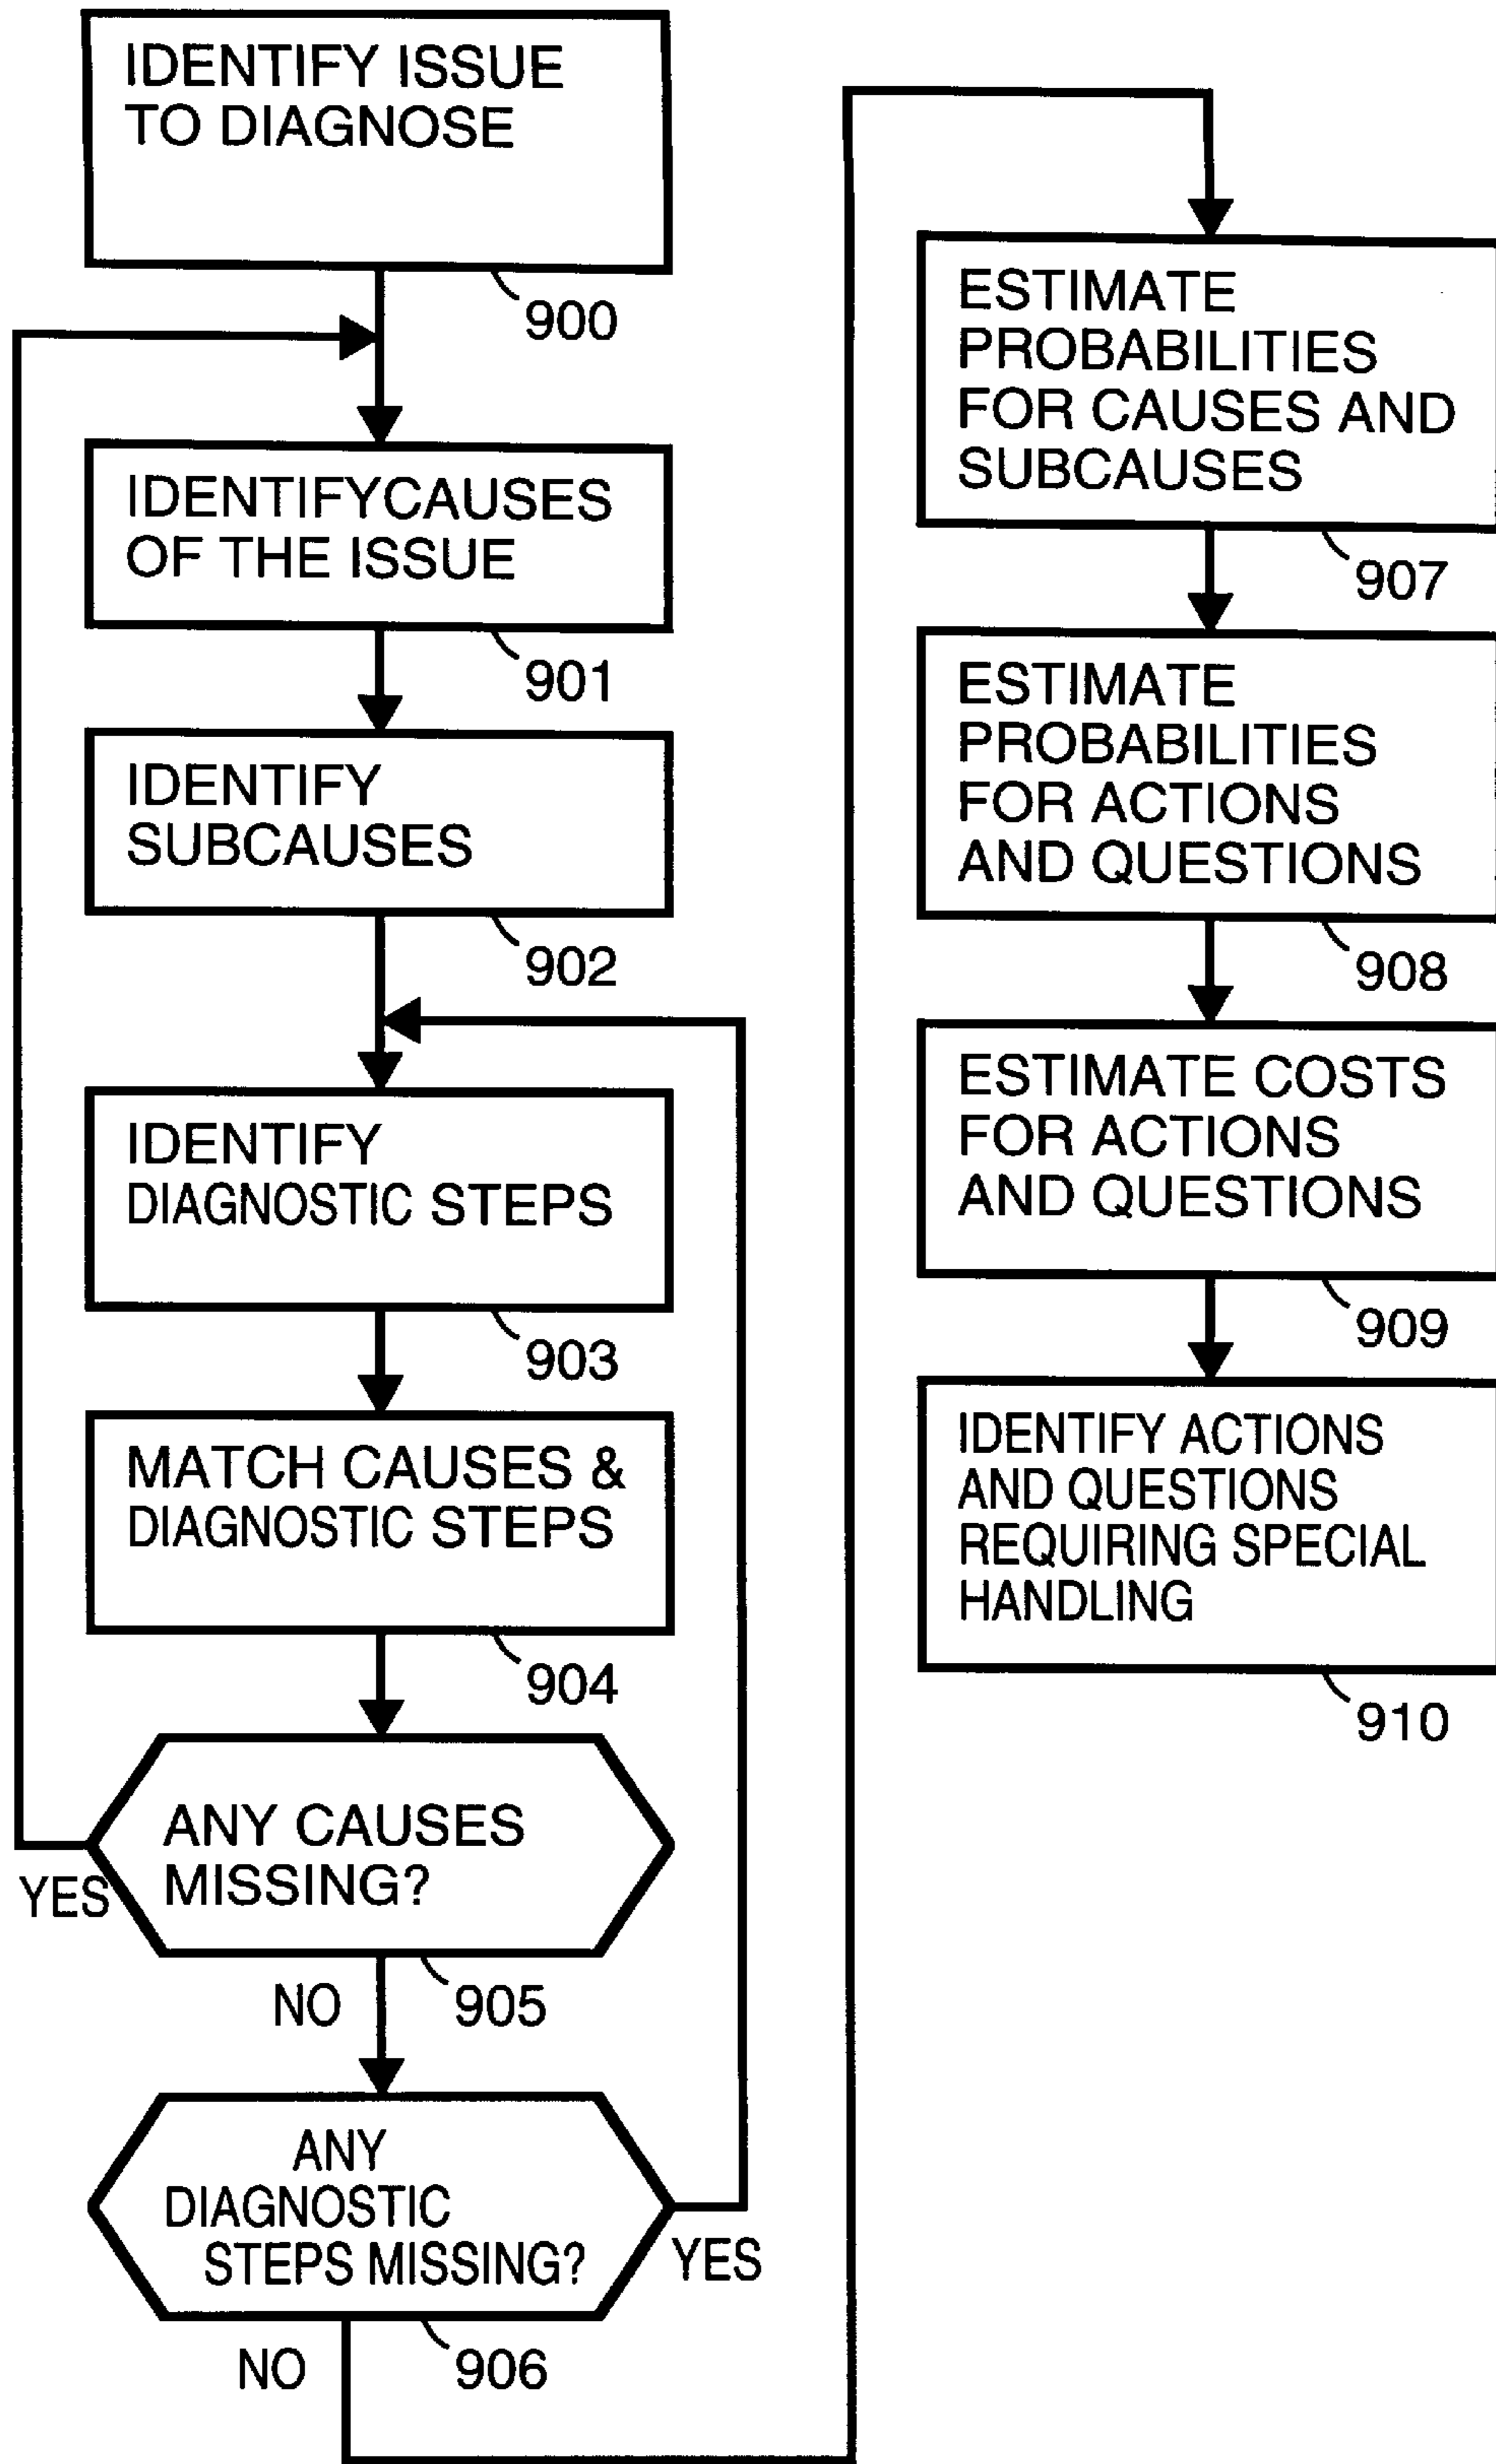 IDENTIFY ISSUE
TO DIAGNOSE
900
IDENTIFYCAUSES
OF THE ISSUE
901
IDENTIFY
SUBCAUSES
902
IDENTIFY
DIAGNOSTIC STEPS
903
MATCH CAUSES &
DIAGNOSTIC STEPS
904
ANY CAUSES
MISSING?
YES
NO
905
ANY
DIAGNOSTIC
STEPS MISSING?
YES
NO
906
ESTIMATE
PROBABILITIES
FOR CAUSES AND
SUBCAUSES
907
ESTIMATE
PROBABILITIES
FOR ACTIONS
AND QUESTIONS
908
ESTIMATE COSTS
FOR ACTIONS
AND QUESTIONS
909
IDENTIFY ACTIONS
AND QUESTIONS
REQUIRING SPECIAL
HANDLING
910